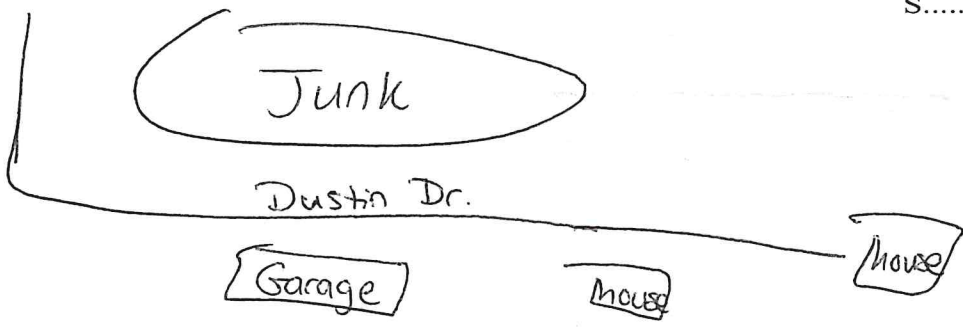 s.....
Junk
Dustin Dr.
Garage
house
house